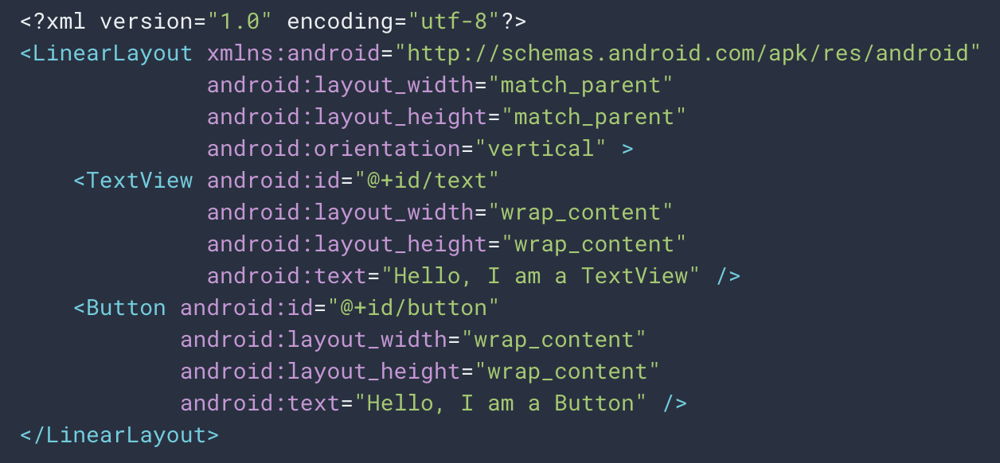 <?xml version="1.0" encoding="utf-8"?>
<LinearLayout xmlns:android="http://schemas.android.com/apk/res/android"
              android:layout_width="match_parent"
              android:layout_height="match_parent"
              android:orientation="vertical" >
    <TextView android:id="@+id/text"
              android:layout_width="wrap_content"
              android:layout_height="wrap_content"
              android:text="Hello, I am a TextView" />
    <Button android:id="@+id/button"
            android:layout_width="wrap_content"
            android:layout_height="wrap_content"
            android:text="Hello, I am a Button" />
</LinearLayout>